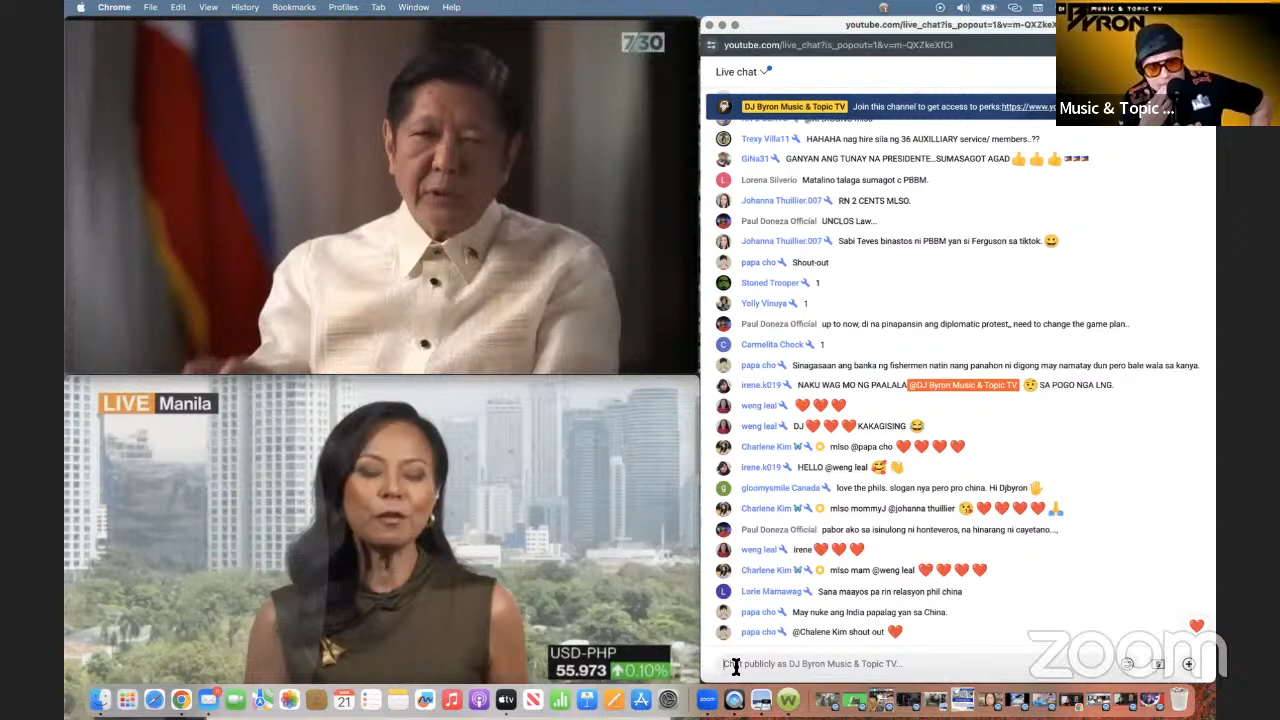 Chrome File Edit View History Bookmarks
7/30
youtube.com/live_chat?is_popout=1&v=m-QXZkeXfCI
MUSIC & TOPIC TV
BYRON
Music & Topic ...
Live chat
DJ Byron Music & Topic TV Join this channel to get access to perks:https://www.yo
Trexy Villa11 HAHAHA nag hire sila ng 36 AUXILLIARY service/ members..??
GiNa31 GANYAN ANG TUNAY NA PRESIDENTE...SUMASAGOT AGAD👍👍👍🇵🇭🇵🇭🇵🇭
Lorena Silverio Matalino talaga sumagot c PBBM.
Johanna Thuillier.007 RN 2 CENTS MLSO.
Paul Doneza Official UNCLOS Law...
Johanna Thuillier.007 Sabi Teves binastos ni PBBM yan si Ferguson sa tiktok.😀
papa cho Shout-out
Stoned Trooper 1
Yolly Vinuya 1
Paul Doneza Official up to now, di na pinapansin ang diplomatic protest,, need to change the game plan..
Carmelita Chock 1
papa cho Sinagasaan ang banka ng fishermen natin nang panahon ni digong may namatay dun pero bale wala sa kanya.
irene.k019 NAKU WAG MO NG PAALALA @DJ Byron Music & Topic TV 🤨 SA POGO NGA LNG.
weng leal ❤️❤️❤️
weng leal DJ❤️❤️❤️KAKAGISING 😂
Charlene Kim mlso @papa cho ❤️❤️❤️❤️
irene.k019 HELLO @weng leal 🥰👋
gloomysmile Canada love the phils. slogan nya pero pro china. Hi Djbyron🖐
Charlene Kim mlso mommyJ @johanna thuillier 😘❤️❤️❤️❤️🙏
Paul Doneza Official pabor ako sa isinulong ni honteveros, na hinarang ni cayetano...,
weng leal irene❤️❤️❤️
Charlene Kim mlso mam @weng leal ❤️❤️❤️❤️
Lorie Mamawag Sana maayos pa rin relasyon phil china
papa cho May nuke ang India papalag yan sa China.
papa cho @Chalene Kim shout out ❤️
Chat publicly as DJ Byron Music & Topic TV...
LIVE Manila
USD-PHP
55.973 +0.10%
zoom